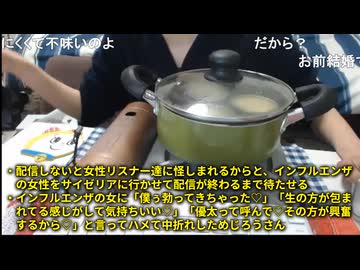 にくくて不味いのよ
だから？
お前結婚
・配信しないと女性リスナー達に怪しまれるからと、インフルエンザ
の女性をサイゼリアに行かせて配信が終わるまで待たせる
・インフルエンザの女に「僕ぅ勃ってきちゃった♡」「生の方が包ま
れてる感じがして気持ちいい♡」「優太って呼んで♡その方が興奮
するから♡」と言ってハメて中折れしためじろうさん